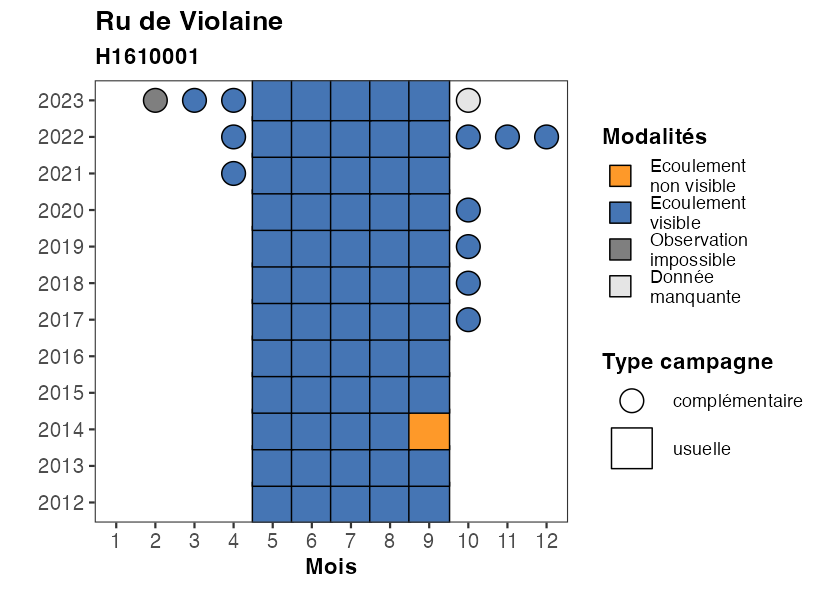 Ru de Violaine
H1610001
2023
2022
2021
2020
2019
2018
2017
2016
2015
2014
2013
2012
1 2 3 4 5 6 7 8 9 10 11 12
Mois
Modalités
Ecoulement
non visible
Ecoulement
visible
Observation
impossible
Donnée
manquante
Type campagne
complémentaire
usuelle